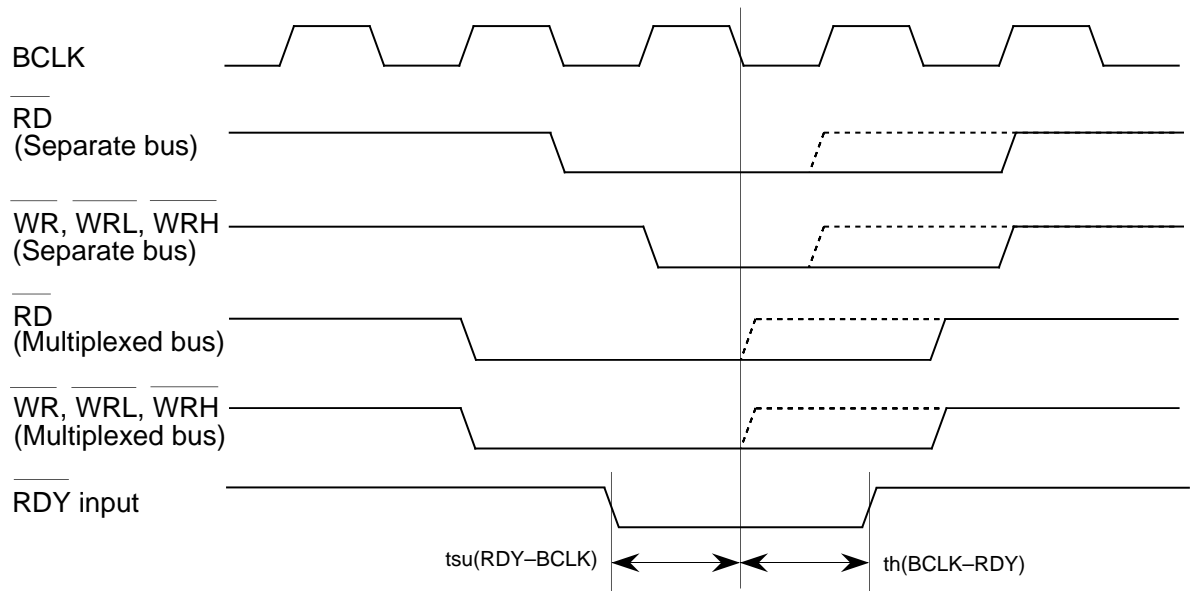 BCLK
RD
(Separate bus)
WR, WRL, WRH
(Separate bus)
RD
(Multiplexed bus)
WR, WRL, WRH
(Multiplexed bus)
RDY input
tsu(RDY–BCLK)
th(BCLK–RDY)